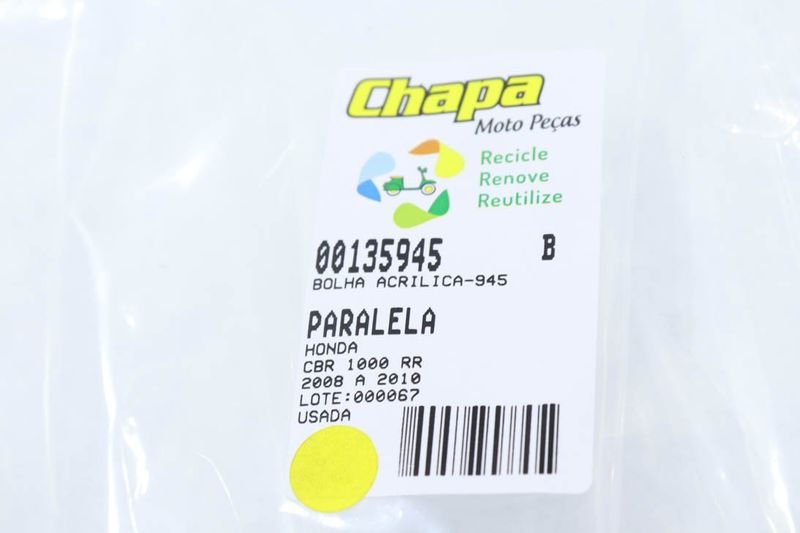 Chapa
Moto Peças
Recicle
Renove
Reutilize
00135945 B
BOLHA ACRILICA-945
PARALELA
HONDA
CBR 1000 RR
2008 A 2010
LOTE:000067
USADA